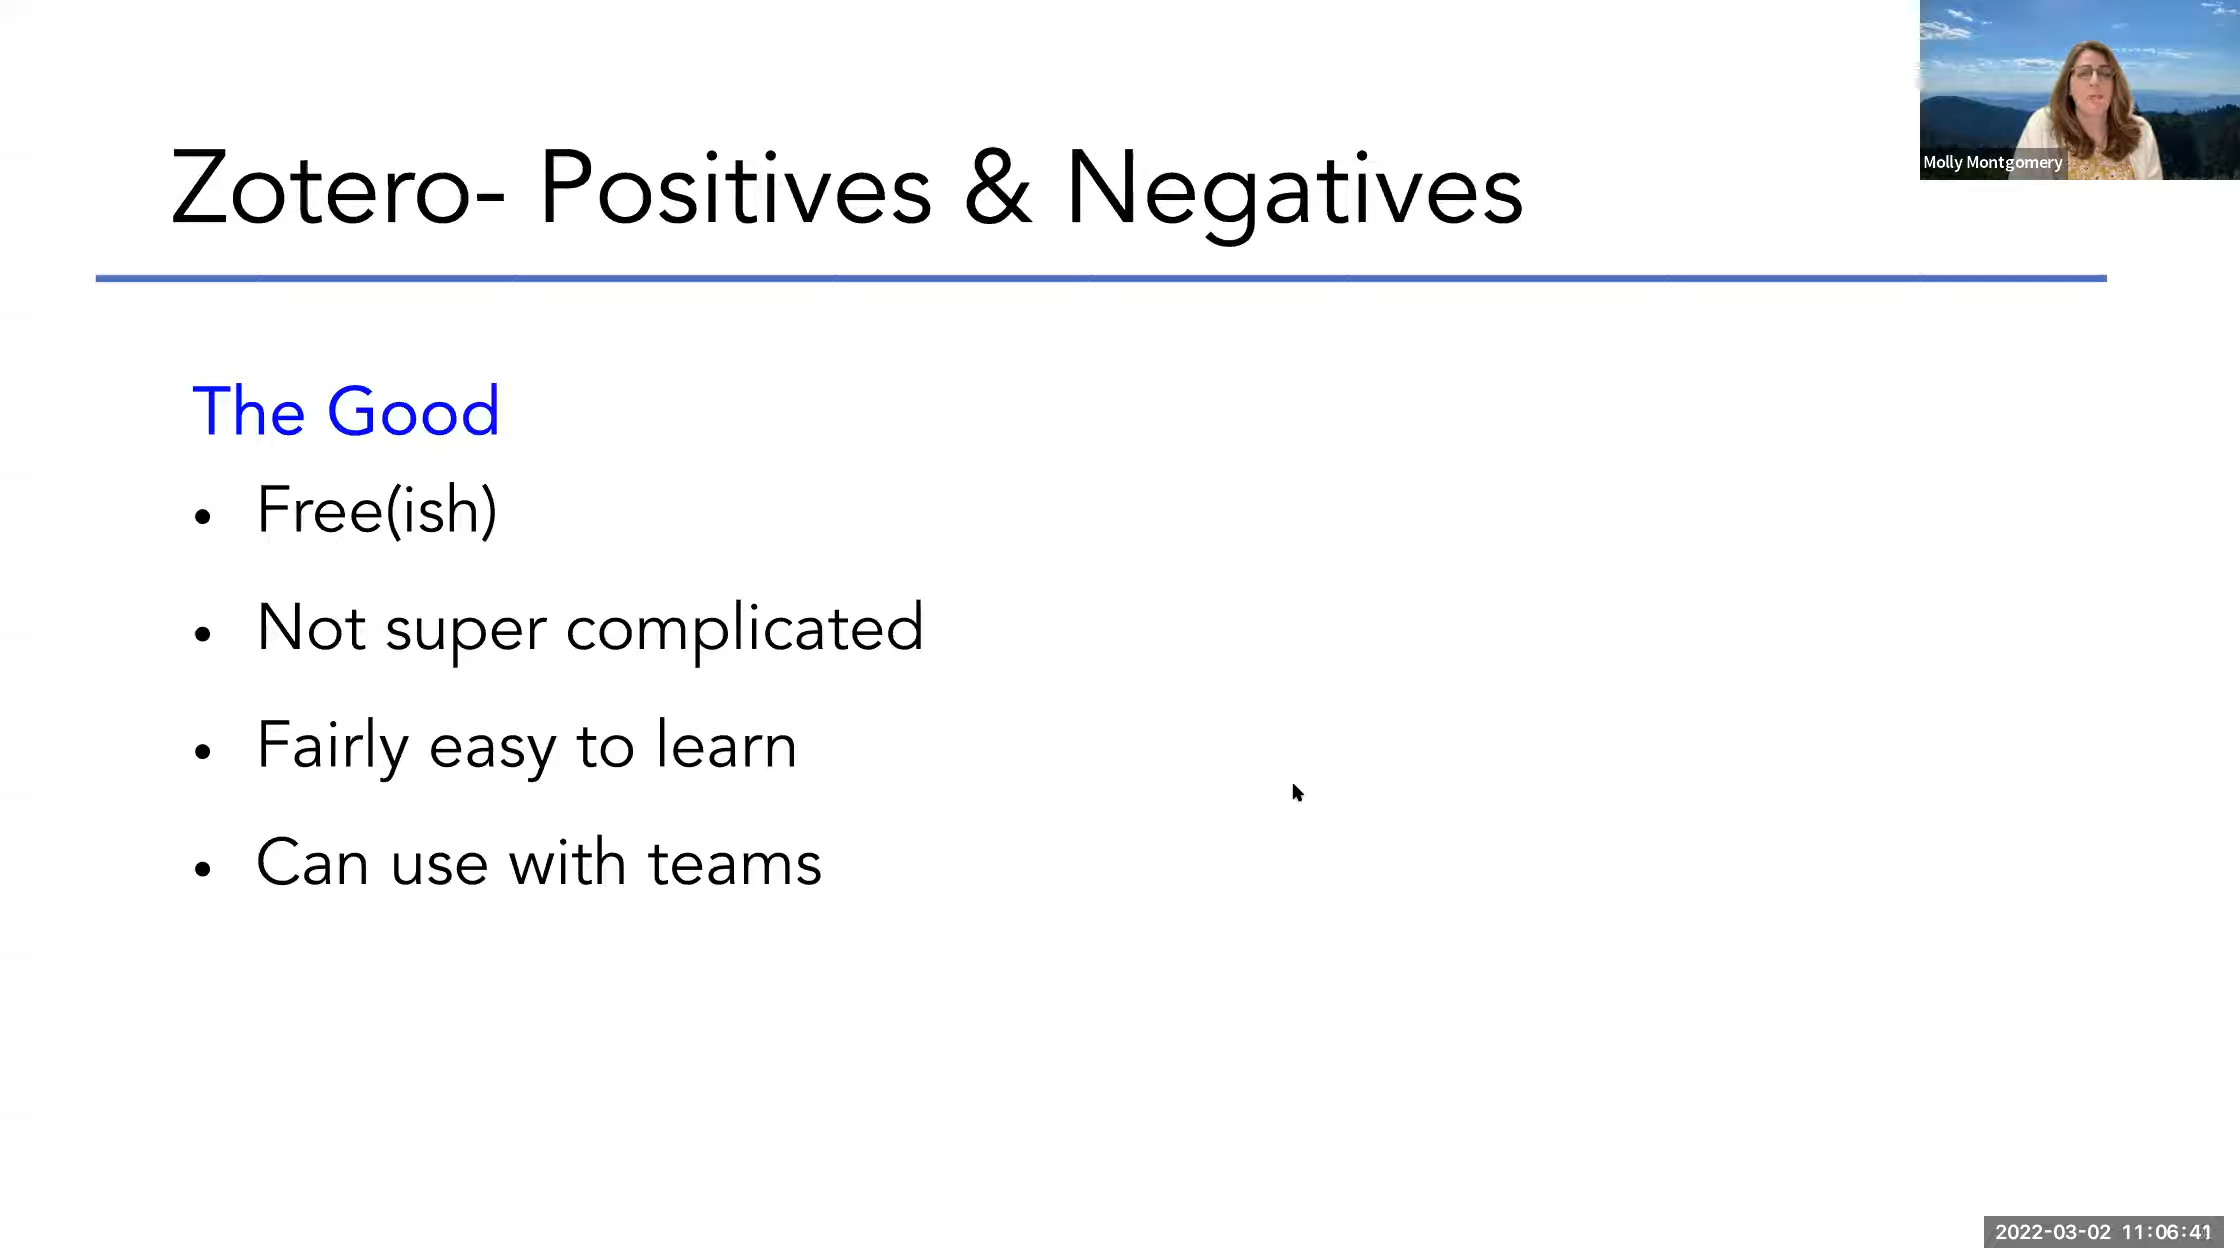 Molly Montgomery
Zotero- Positives & Negatives
The Good
• Free(ish)
• Not super complicated
• Fairly easy to learn
• Can use with teams
2022-03-02 11:06:41